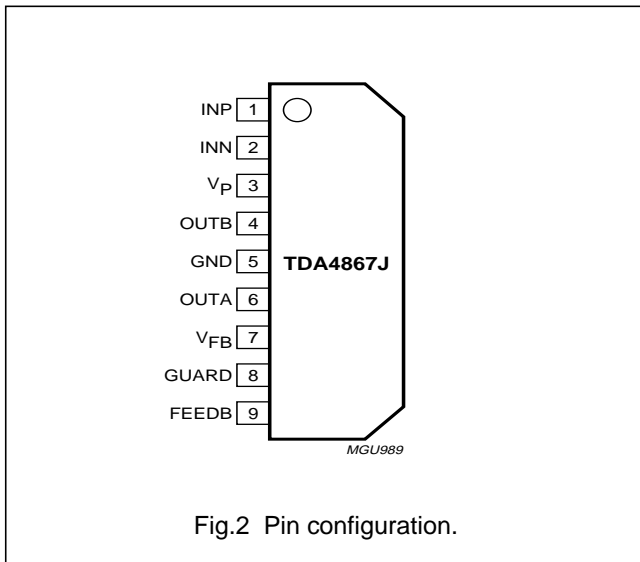 INP 1
INN 2
VP 3
OUTB 4
GND 5
TDA4867J
OUTA 6
VFB 7
GUARD 8
FEEDB 9
MGU989
Fig.2 Pin configuration.